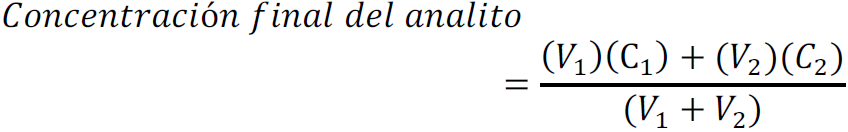 Concentración final del analito
= (V₁)(C₁) + (V₂)(C₂)
(V₁ + V₂)